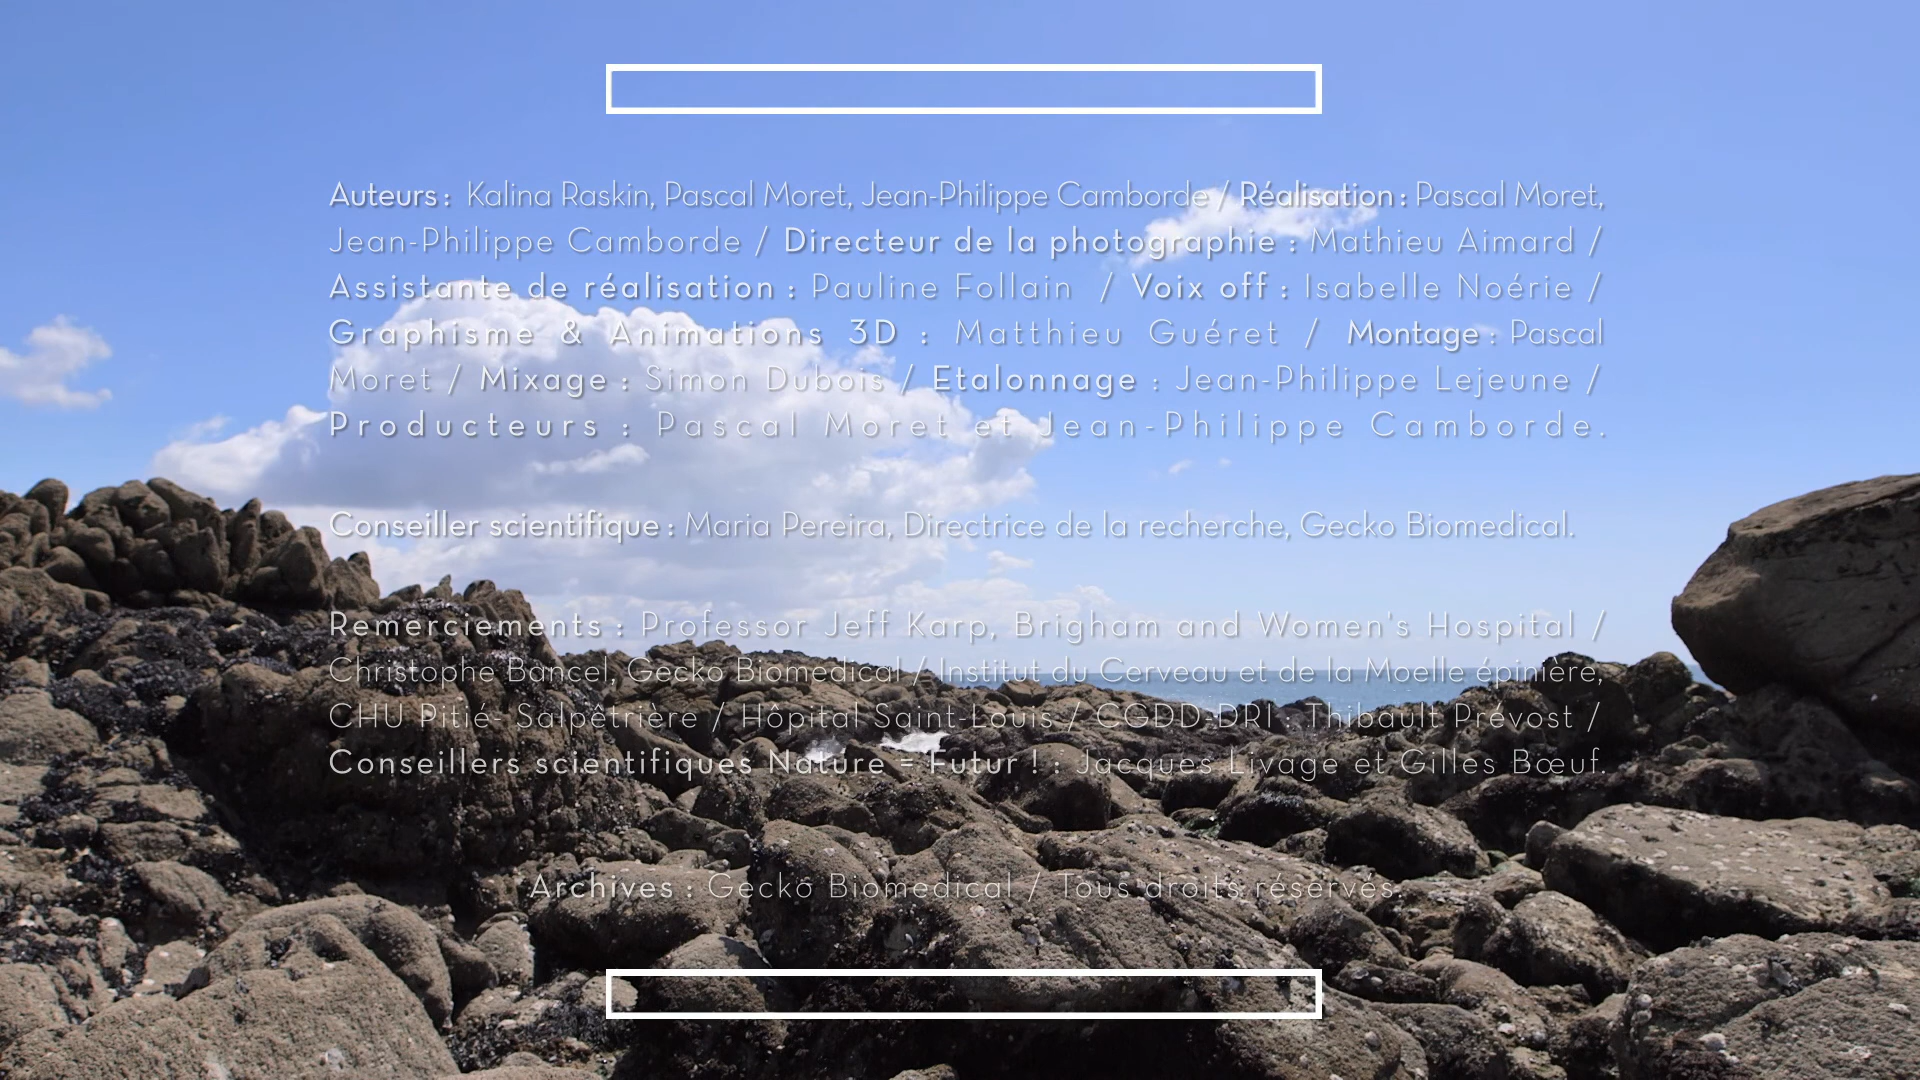 Auteurs : Kalina Raskin, Pascal Moret, Jean-Philippe Camborde / Réalisation : Pascal Moret,
Jean-Philippe Camborde / Directeur de la photographie : Mathieu Aimard /
Assistante de réalisation : Pauline Follain / Voix off : Isabelle Noérie /
Graphisme & Animations 3D : Matthieu Guéret / Montage : Pascal
Moret / Mixage : Simon Dubois / Etalonnage : Jean-Philippe Lejeune /
Producteurs : Pascal Moret et Jean-Philippe Camborde.
Conseiller scientifique : Maria Pereira, Directrice de la recherche, Gecko Biomedical.
Remerciements : Professor Jeff Karp, Brigham and Women's Hospital /
Christophe Bancel, Gecko Biomedical / Institut du Cerveau et de la Moelle épinière,
CHU Pitié- Salpêtrière / Hôpital Saint-Louis / CGDD-DRI : Thibault Prévost /
Conseillers scientifiques Nature = Futur ! : Jacques Livage et Gilles Bœuf.
Archives : Gecko Biomedical / Tous droits réservés.